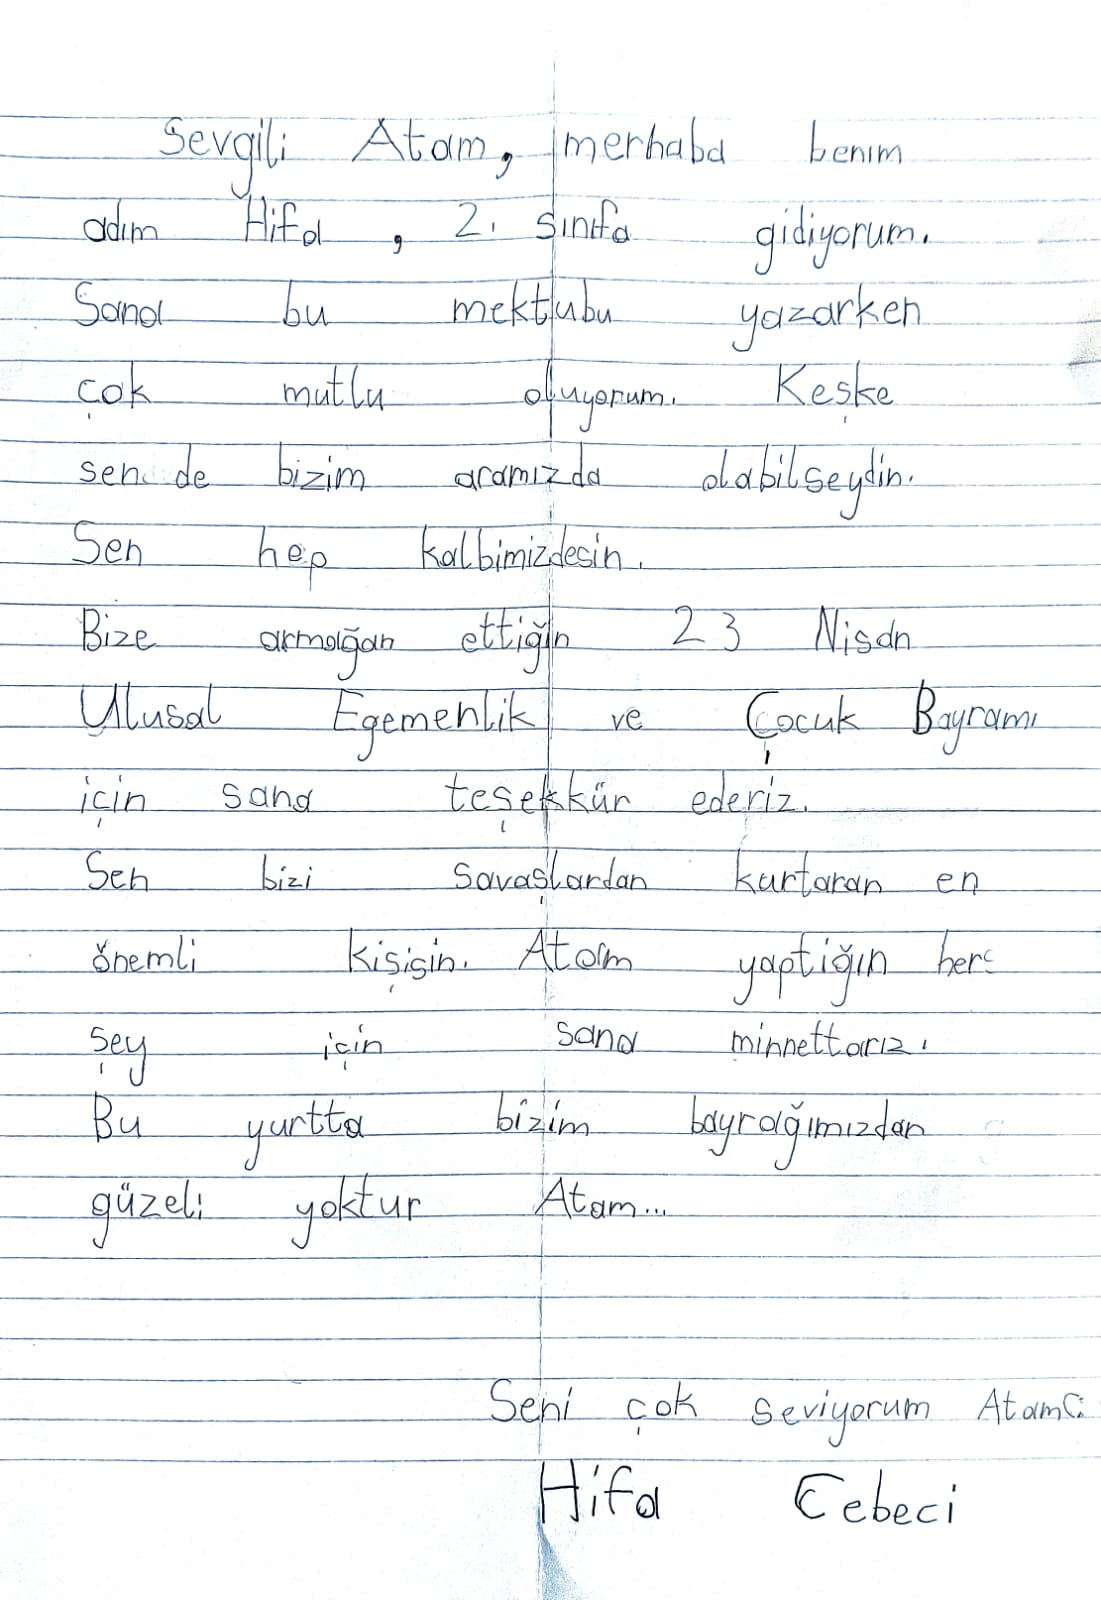 Sevgili Atam, merhaba benım
adım Hifa, 2. sınıfa gidiyorum.
Sana bu mektubu yazarken
çok mutlu oluyorum. Keşke
sen de bizim aramızda olabilseydin.
Sen hep kalbimizdesin.
Bize armağan ettiğin 23 Nisan
Ulusal Egemenlik ve Çocuk Bayramı
için sana teşekkür ederiz.
Sen bizi savaşlardan kurtaran en
önemli kişisin. Atam yaptiğın her
şey için sana minnettarız.
Bu yurtta bizim bayrağımızdan
güzeli yoktur Atam...
Seni çok seviyorum Atam
Hifa Cebeci